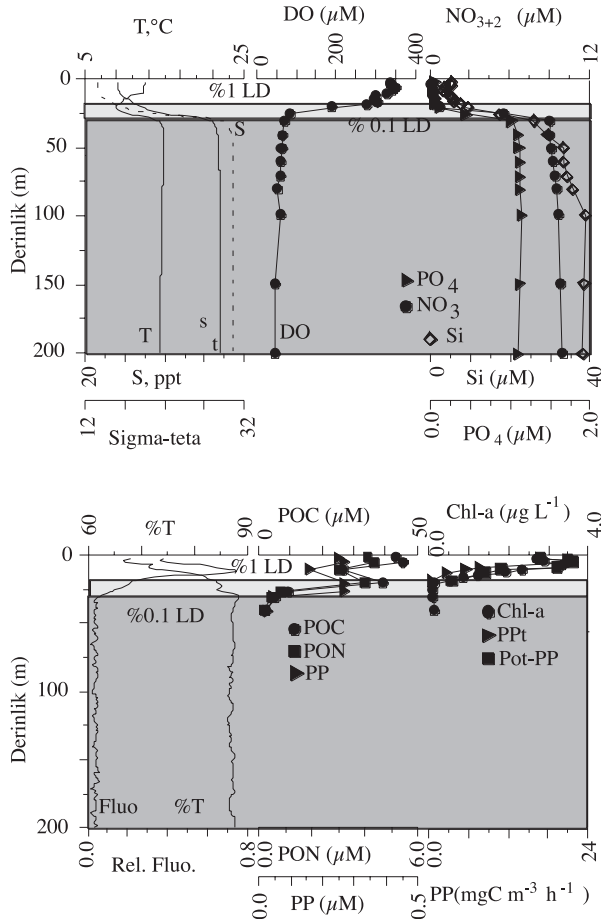 T,°C
DO (µM)
NO3+2 (µM)
5 25 0 200 400 0 12
0
50
100
150
200
Derinlik (m)
%1 LD
% 0.1 LD
S
T
s
t
DO
PO4
NO3
Si
20 40
S, ppt
0 40
Si (µM)
12 32
Sigma-teta
0.0 2.0
PO4 (µM)
%T
POC (µM)
Chl-a (µg L-1)
60 90 0 50 0.0 4.0
0
100
200
Derinlik (m)
%1 LD
%0.1 LD
Fluo
%T
POC
PON
PP
Chl-a
PPt
Pot-PP
0.0 1.0
Rel. Fluo.
0.0 6.0
PON (µM)
0.0 0.5
PP (µM)
0.0 24
PP(mgC m-3 h-1)